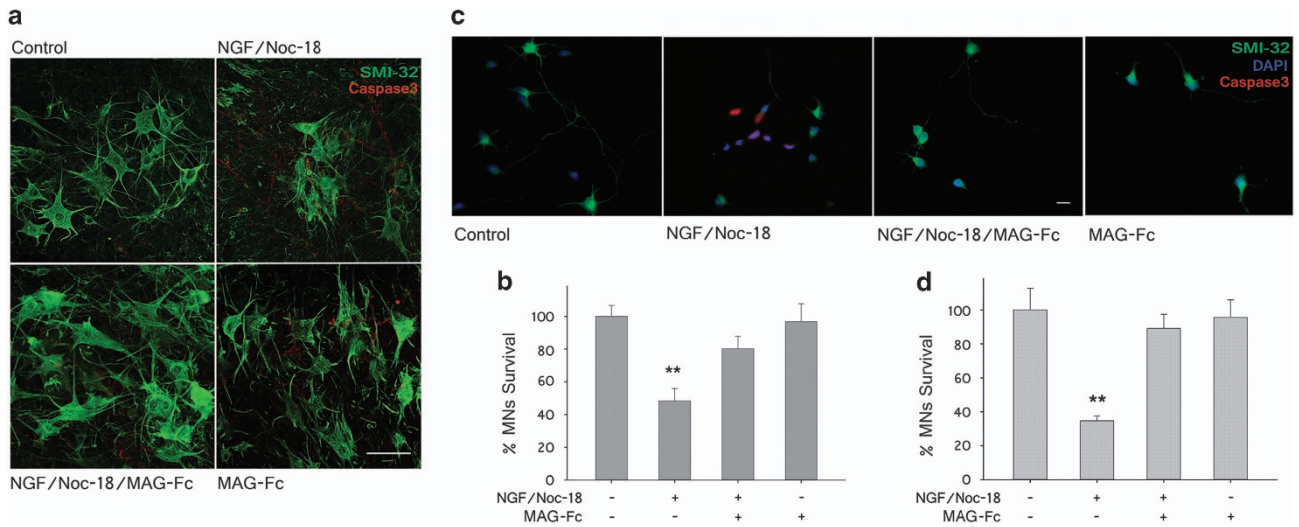 a
Control NGF/Noc-18
SMI-32
Caspase3
NGF/Noc-18/MAG-Fc MAG-Fc
c
SMI-32
DAPI
Caspase3
Control NGF/Noc-18 NGF/Noc-18/MAG-Fc MAG-Fc
b
% MNs Survival
100
80
60
40
20
0
**
NGF/Noc-18 - + + -
MAG-Fc - - + +
d
% MNs Survival
100
80
60
40
20
0
**
NGF/Noc-18 - + + -
MAG-Fc - - + +